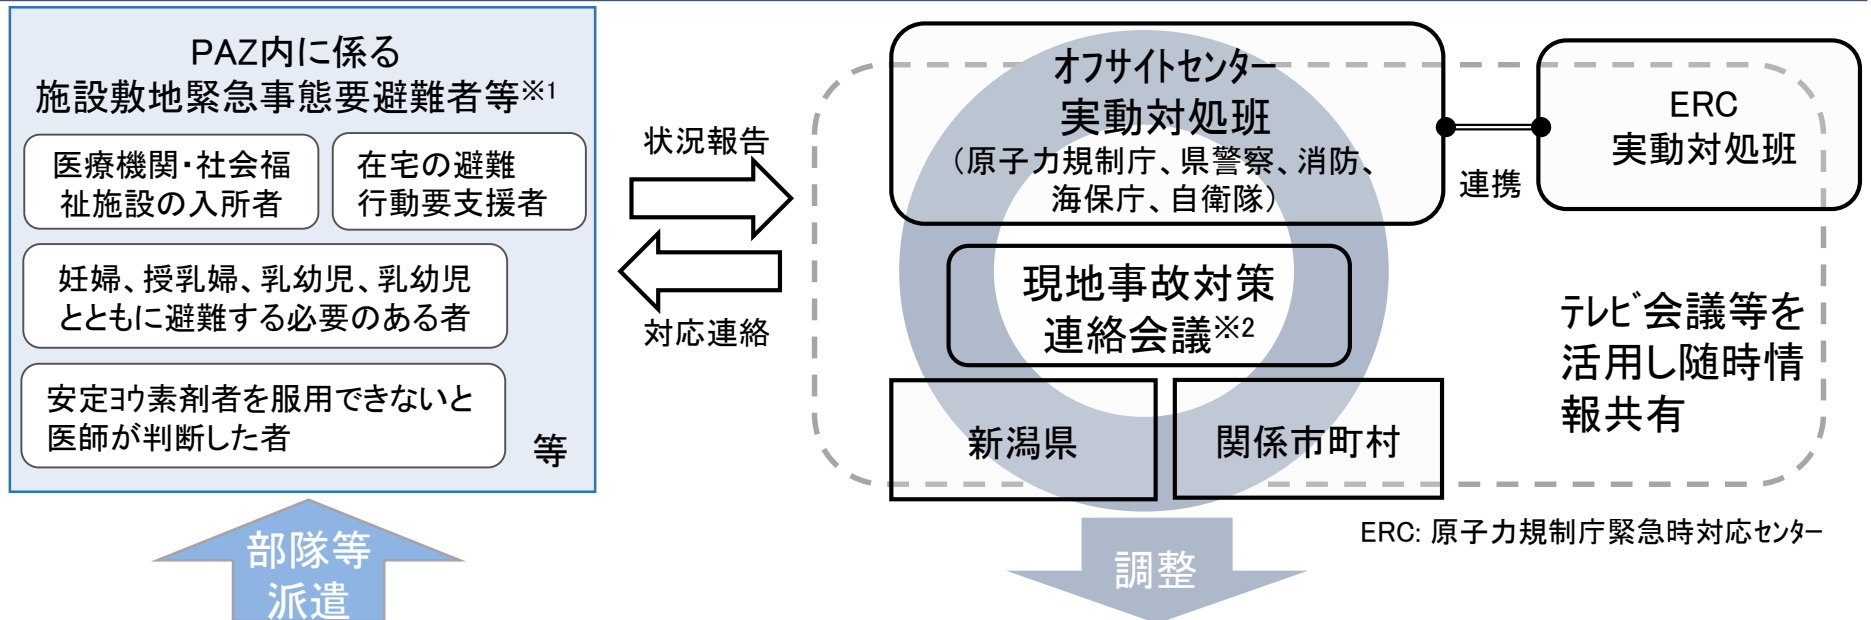 PAZ内に係る
施設敷地緊急事態要避難者等※1
医療機関・社会福
祉施設の入所者
在宅の避難
行動要支援者
妊婦、授乳婦、乳幼児、乳幼児
とともに避難する必要のある者
安定ﾖｳ素剤者を服用できないと
医師が判断した者
等
部隊等
派遣
状況報告
対応連絡
オフサイトセンター
実動対処班
（原子力規制庁、県警察、消防、
海保庁、自衛隊）
連携
ERC
実動対処班
現地事故対策
連絡会議※2
新潟県
関係市町村
ﾃﾚﾋﾞ会議等を
活用し随時情
報共有
ERC: 原子力規制庁緊急時対応ｾﾝﾀｰ
調整